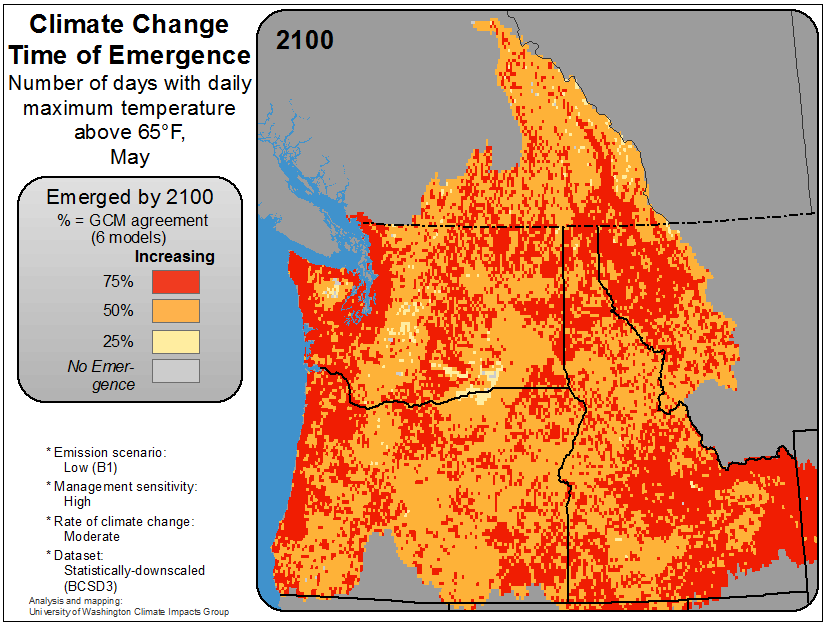 Climate Change
Time of Emergence
Number of days with daily
maximum temperature
above 65°F,
May
Emerged by 2100
% = GCM agreement
(6 models)
Increasing
75%
50%
25%
No Emer-
gence
* Emission scenario:
Low (B1)
* Management sensitivity:
High
* Rate of climate change:
Moderate
* Dataset:
Statistically-downscaled
(BCSD3)
Analysis and mapping:
University of Washington Climate Impacts Group
2100